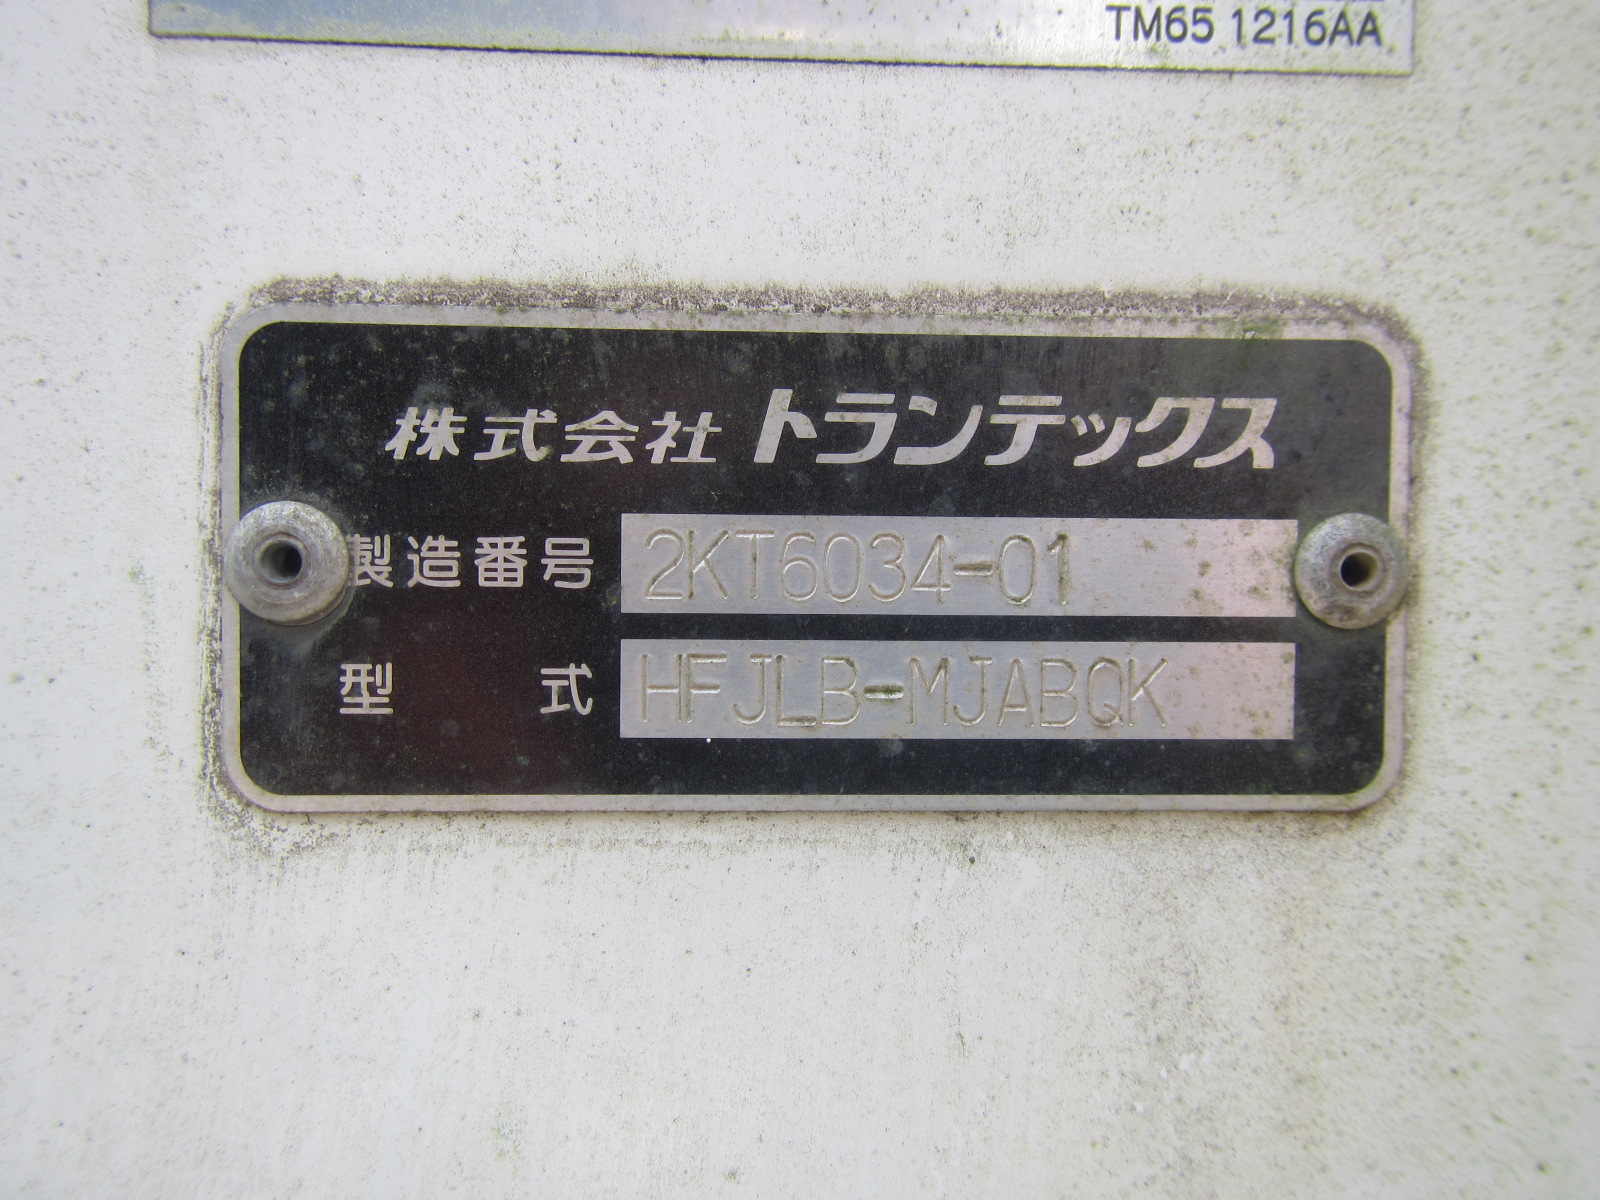 TM65 1216AA
株式会社 トランテックス
製造番号 2KT6034-01
型式 HFJLB-MJABQK